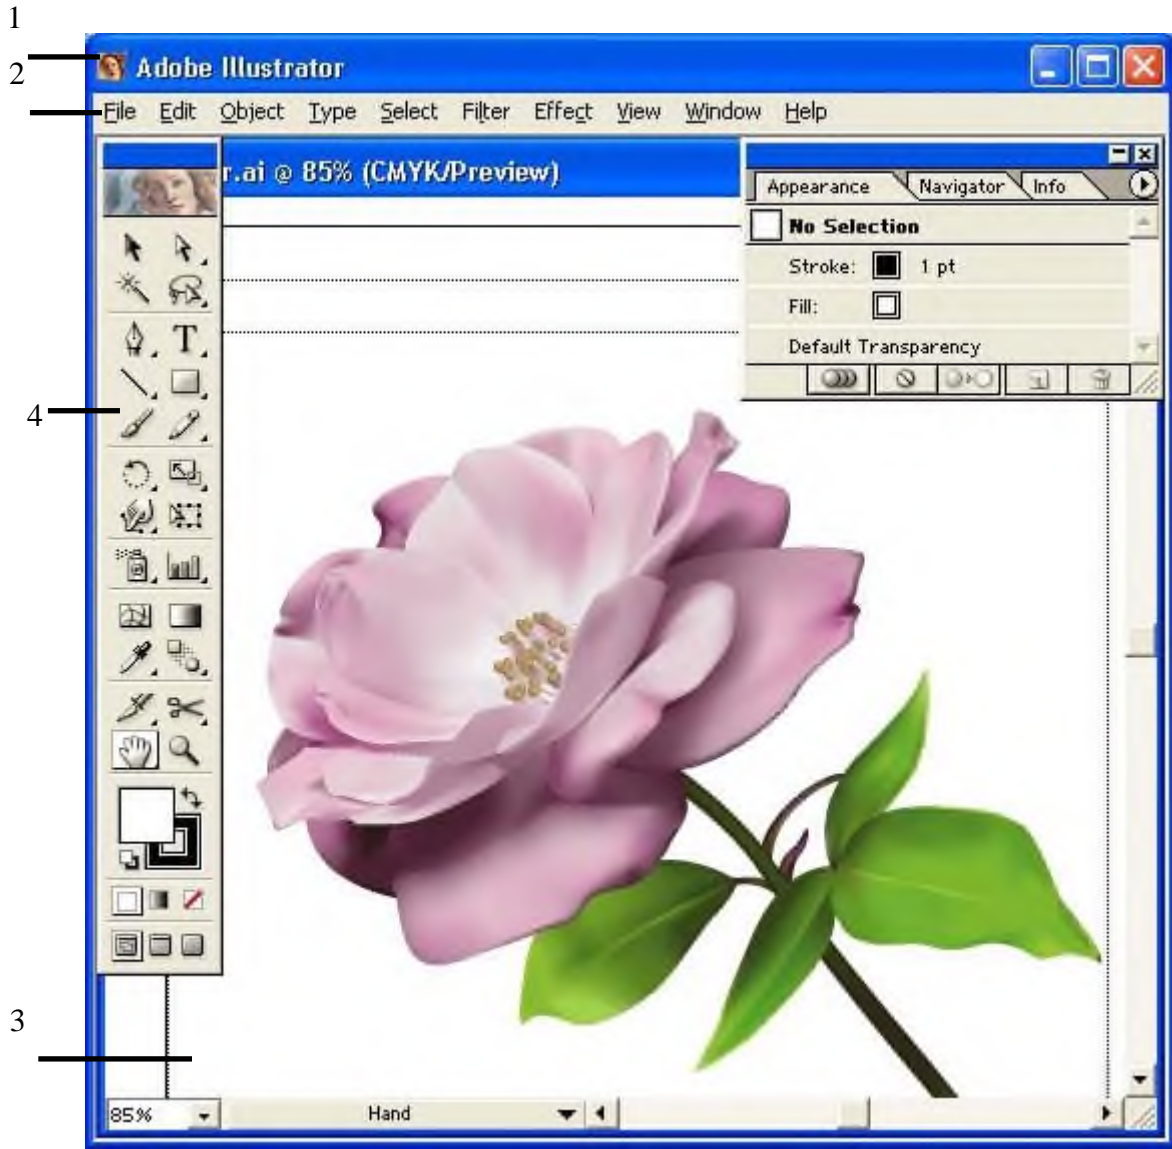 1
2
Adobe Illustrator
File Edit Object Type Select Filter Effect View Window Help
r.ai @ 85% (CMYK/Preview)
Appearance Navigator Info
No Selection
Stroke: 1 pt
Fill:
Default Transparency
T
4
3
85% Hand